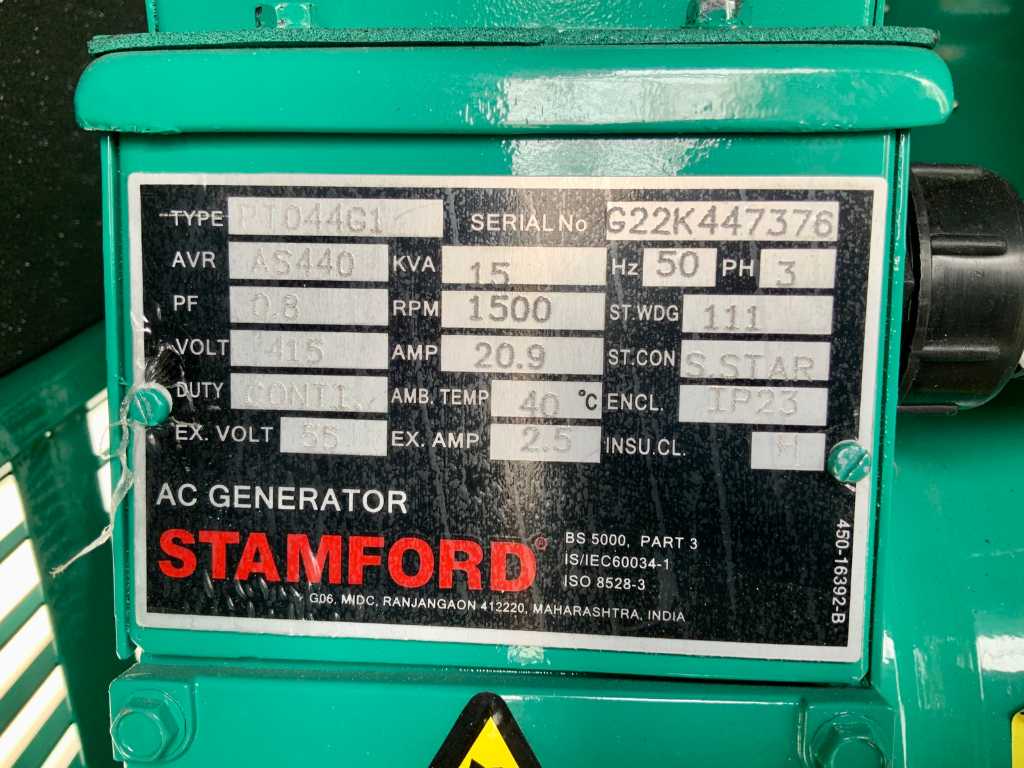 TYPE PI044G1 SERIAL No G22K447376
AVR AS440 KVA 15 Hz 50 PH 3
PF 0.8 RPM 1500 ST.WDG 111
VOLT 415 AMP 20.9 ST.CON S.STAR
DUTY CONTI. AMB. TEMP 40 °C ENCL. IP23
EX. VOLT 55 EX. AMP 2.5 INSU.CL. H
AC GENERATOR
STAMFORD
BS 5000, PART 3
IS/IEC60034-1
ISO 8528-3
G06, MIDC, RANJANGAON 412220, MAHARASHTRA, INDIA
450-16392-B